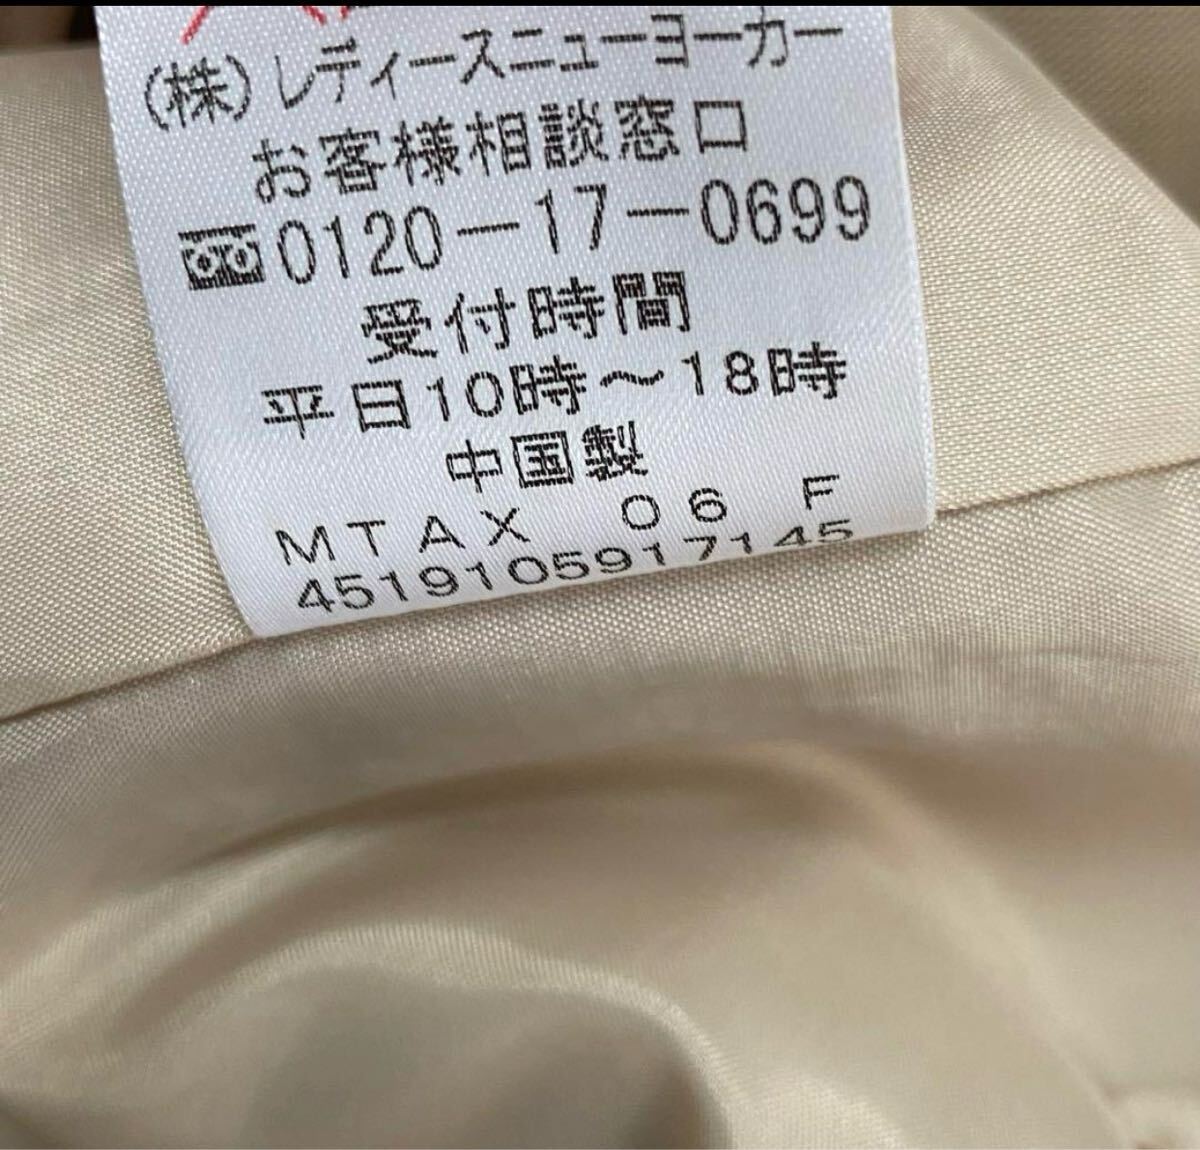 (株)レディースニューヨーカー
お客様相談窓口
0120-17-0699
受付時間
平日10時〜18時
中国製
MTAX 06 F
4519105917145